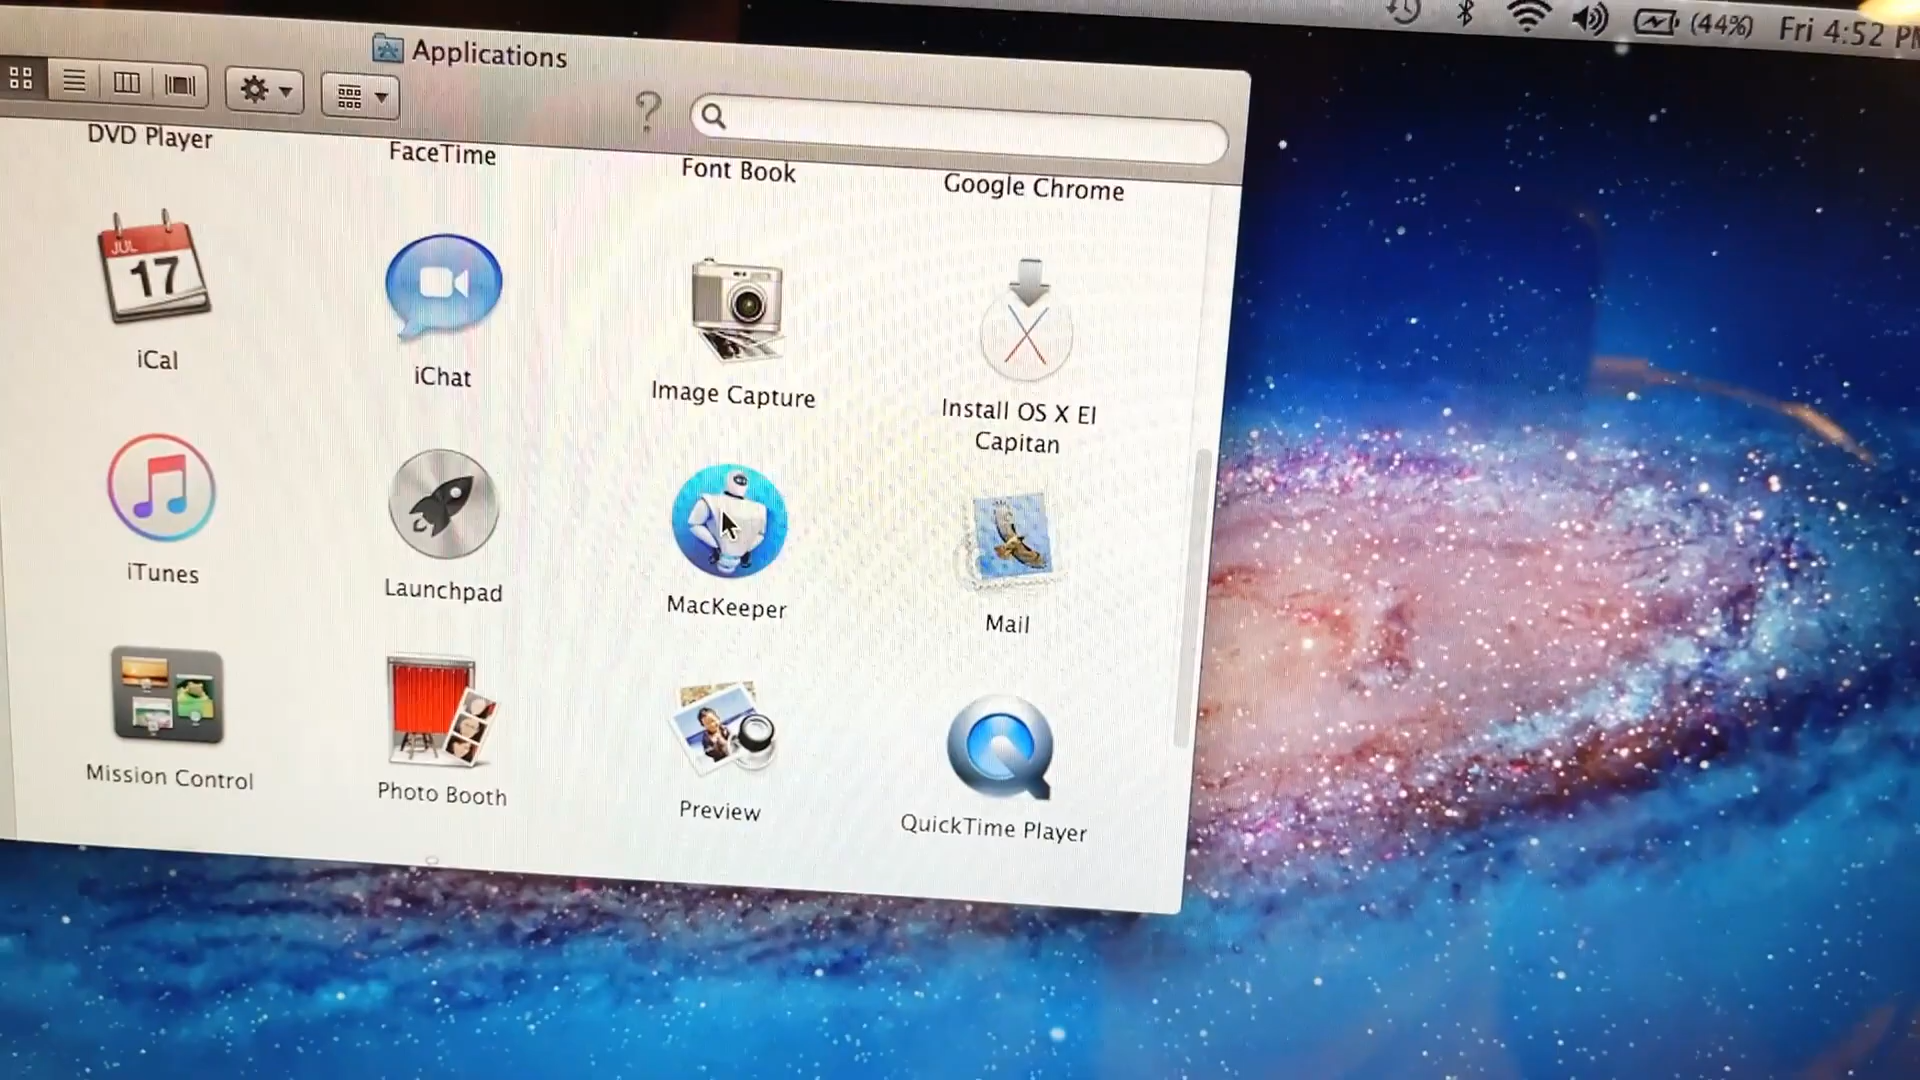 (44%) Fri 4:52 PM
Applications
?
DVD Player
FaceTime
Font Book
Google Chrome
JUL
17
iCal
iChat
Image Capture
Install OS X El
Capitan
iTunes
Launchpad
MacKeeper
Mail
Mission Control
Photo Booth
Preview
QuickTime Player